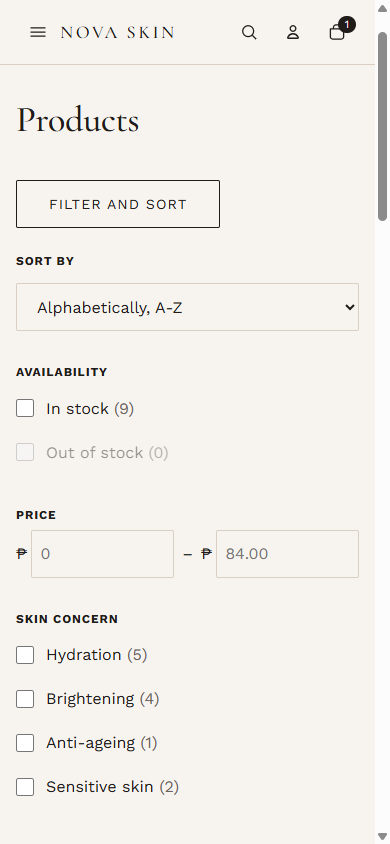 NOVA SKIN
1
Products
FILTER AND SORT
SORT BY
Alphabetically, A-Z
AVAILABILITY
In stock (9)
Out of stock (0)
PRICE
₱ 0 – ₱ 84.00
SKIN CONCERN
Hydration (5)
Brightening (4)
Anti-ageing (1)
Sensitive skin (2)